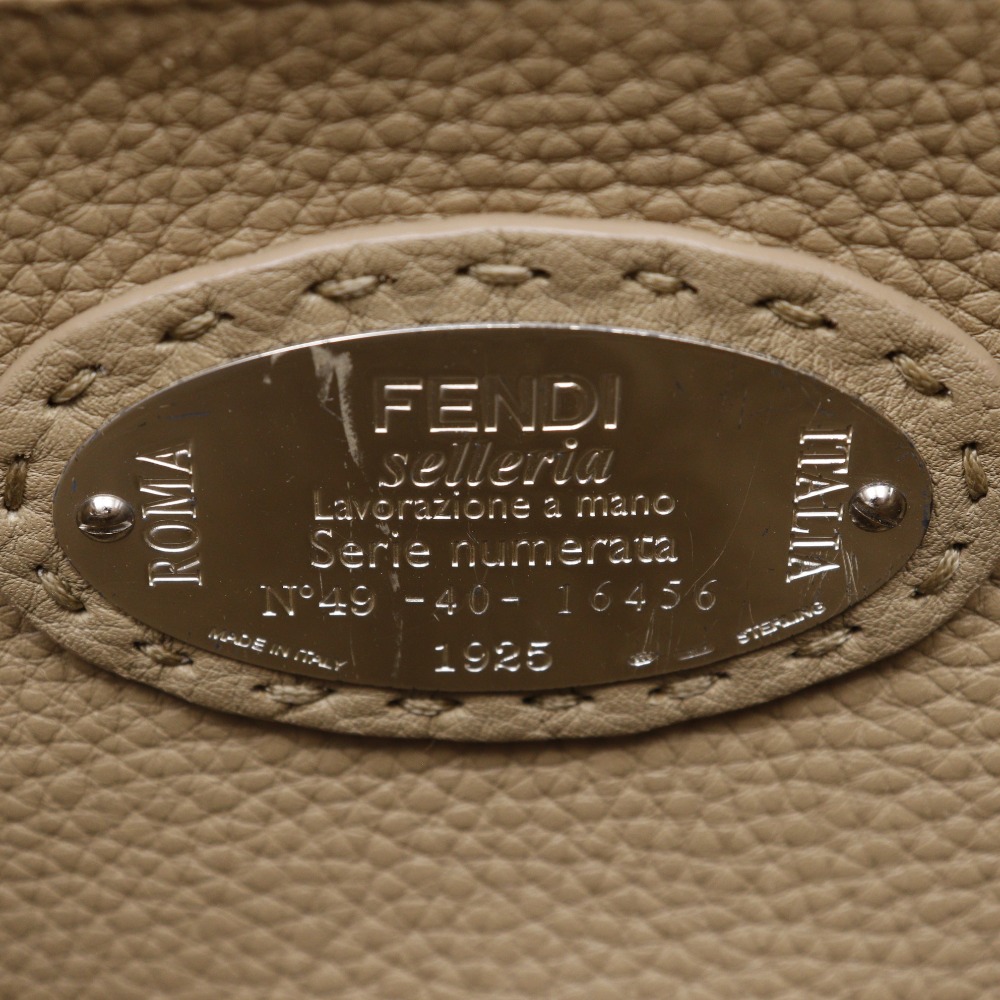 FENDI
selleria
Lavorazione a mano
Serie numerata
N°49 -40- 16456
1925
ROMA
ITALIA
MADE IN ITALY
STERLING